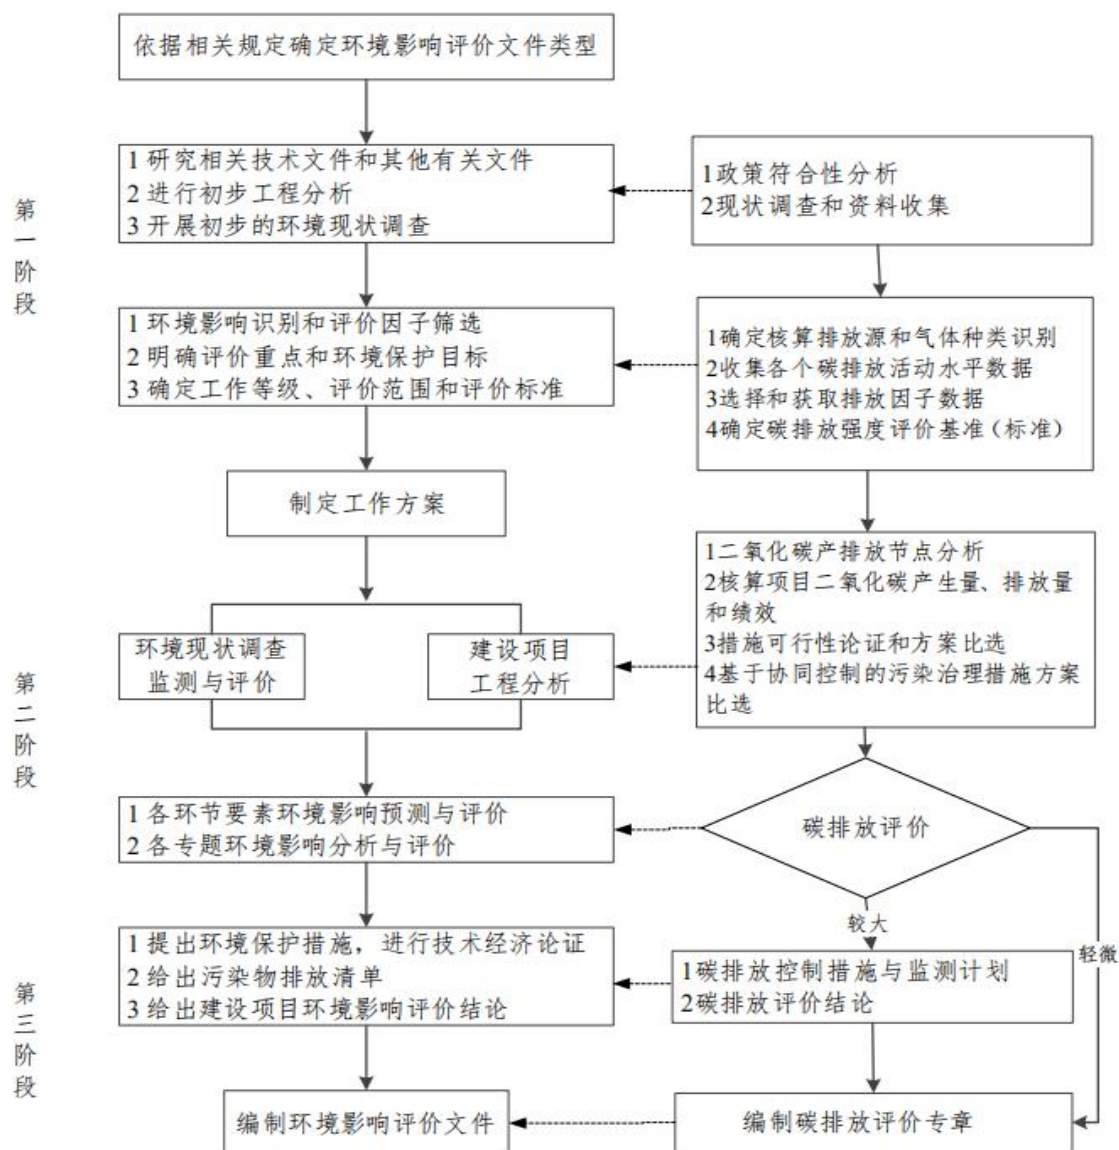 依据相关规定确定环境影响评价文件类型
第一阶段
1 研究相关技术文件和其他有关文件
2 进行初步工程分析
3 开展初步的环境现状调查
1政策符合性分析
2现状调查和资料收集
1 环境影响识别和评价因子筛选
2 明确评价重点和环境保护目标
3 确定工作等级、评价范围和评价标准
1确定核算排放源和气体种类识别
2收集各个碳排放活动水平数据
3选择和获取排放因子数据
4确定碳排放强度评价基准（标准）
制定工作方案
第二阶段
环境现状调查
监测与评价
建设项目
工程分析
1二氧化碳产排放节点分析
2核算项目二氧化碳产生量、排放量
和绩效
3措施可行性论证和方案比选
4基于协同控制的污染治理措施方案
比选
1 各环节要素环境影响预测与评价
2 各专题环境影响分析与评价
碳排放评价
较大
轻微
第三阶段
1 提出环境保护措施，进行技术经济论证
2 给出污染物排放清单
3 给出建设项目环境影响评价结论
1碳排放控制措施与监测计划
2碳排放评价结论
编制环境影响评价文件
编制碳排放评价专章